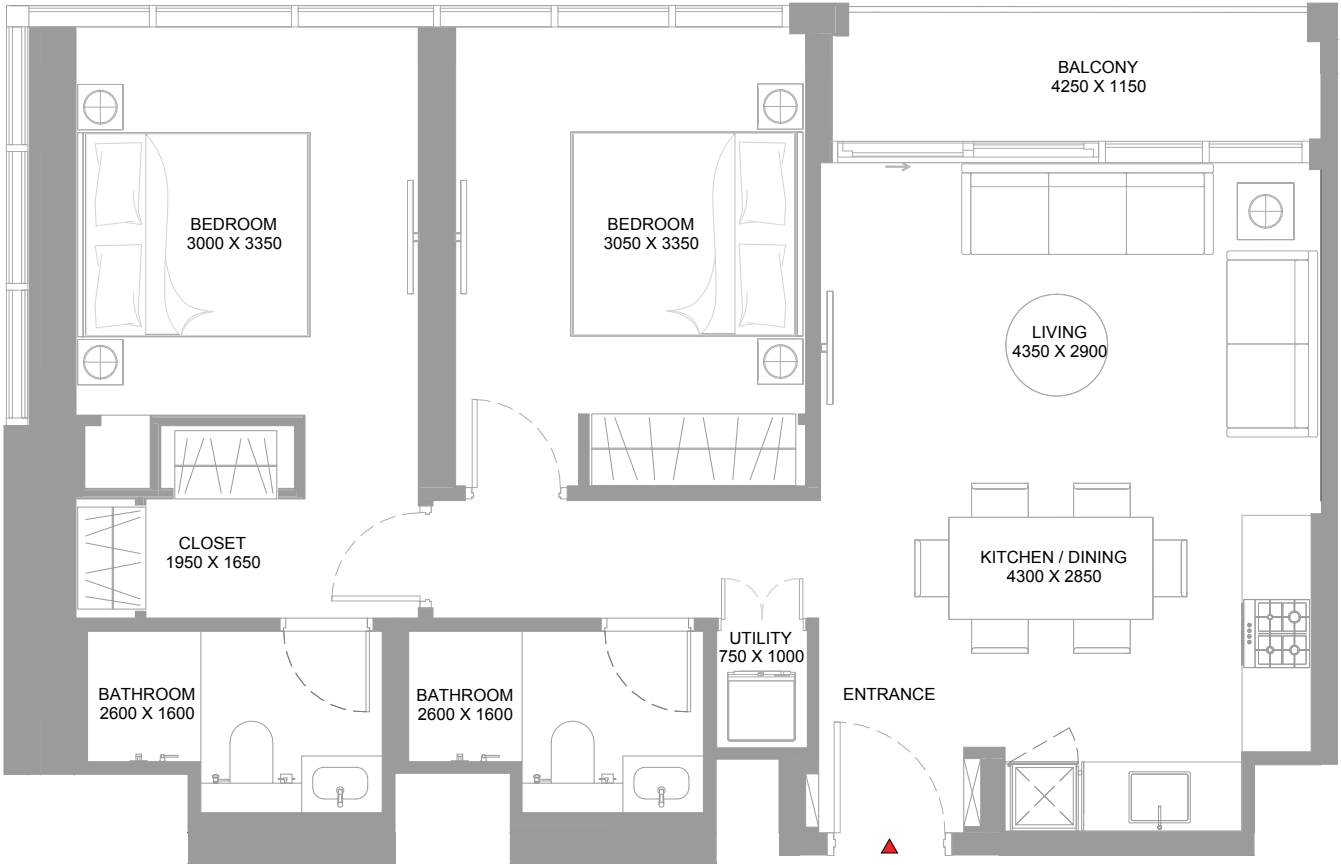 BALCONY
4250 X 1150
BEDROOM
3000 X 3350
BEDROOM
3050 X 3350
LIVING
4350 X 2900
CLOSET
1950 X 1650
KITCHEN / DINING
4300 X 2850
UTILITY
750 X 1000
BATHROOM
2600 X 1600
BATHROOM
2600 X 1600
ENTRANCE